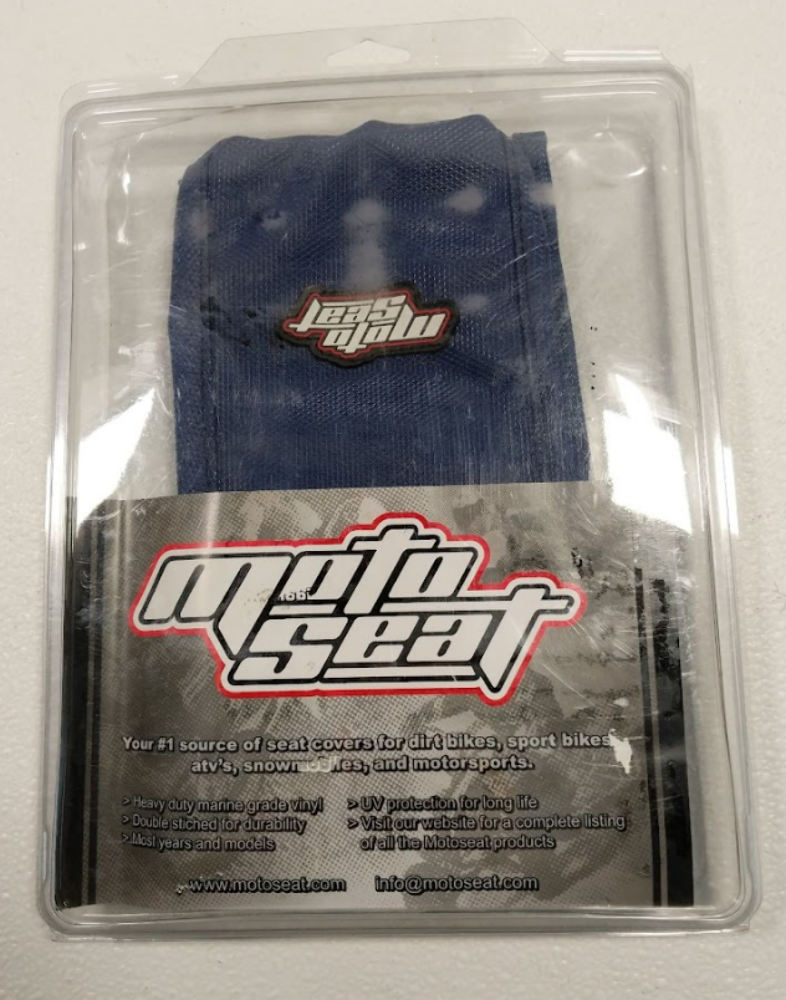 moto
seat
moto
seat
Your #1 source of seat covers for dirt bikes, sport bikes
atv's, snowmobiles, and motorsports.
> Heavy duty marine grade vinyl
> Double stiched for durability
> Most years and models
> UV protection for long life
> Visit our website for a complete listing
of all the Motoseat products
www.motoseat.com info@motoseat.com